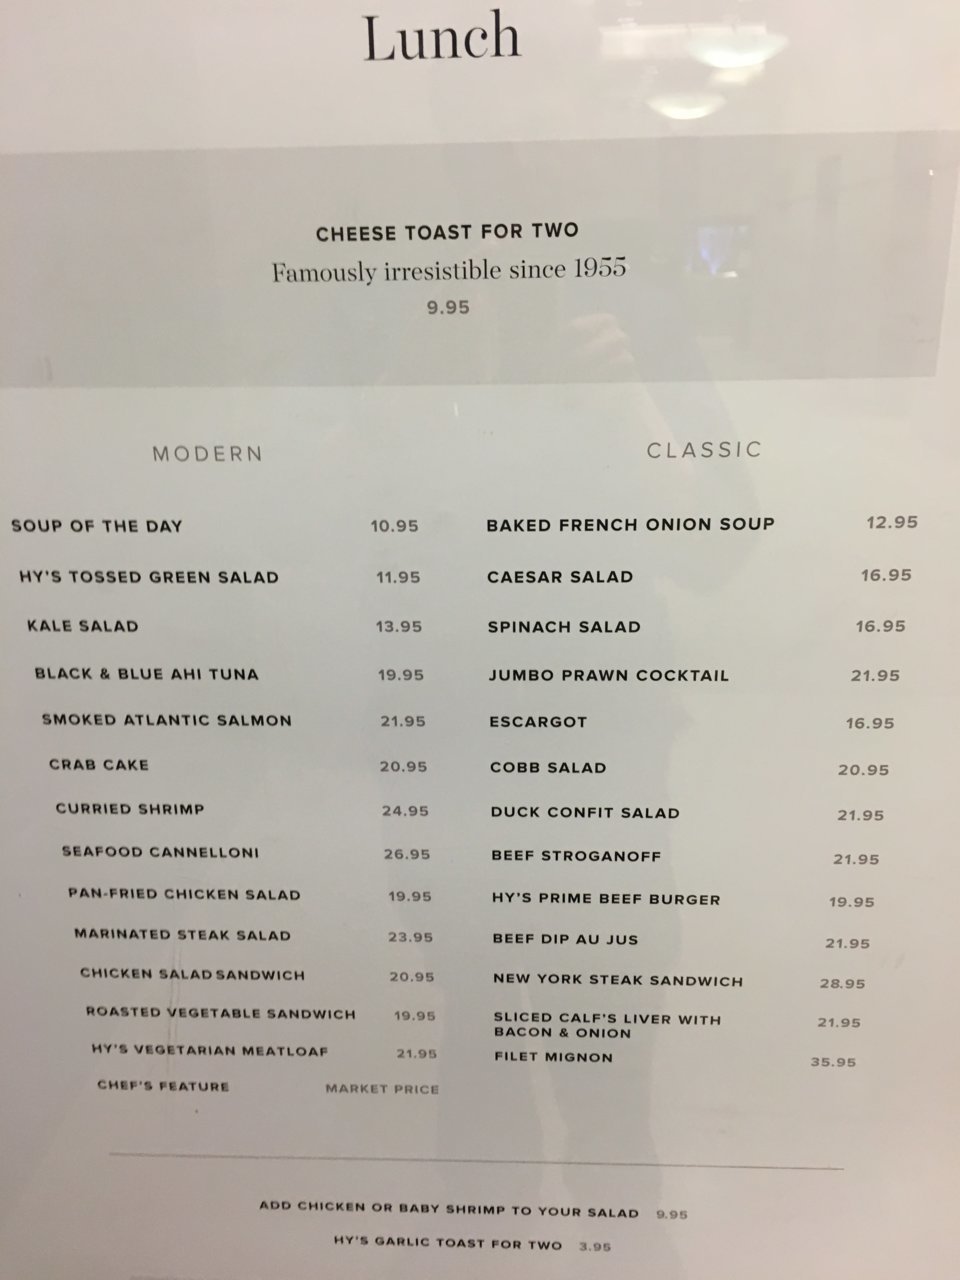 Lunch
CHEESE TOAST FOR TWO
Famously irresistible since 1955
9.95
MODERN
SOUP OF THE DAY 10.95
HY'S TOSSED GREEN SALAD 11.95
KALE SALAD 13.95
BLACK & BLUE AHI TUNA 19.95
SMOKED ATLANTIC SALMON 21.95
CRAB CAKE 20.95
CURRIED SHRIMP 24.95
SEAFOOD CANNELLONI 26.95
PAN-FRIED CHICKEN SALAD 19.95
MARINATED STEAK SALAD 23.95
CHICKEN SALAD SANDWICH 20.95
ROASTED VEGETABLE SANDWICH 19.95
HY'S VEGETARIAN MEATLOAF 21.95
CHEF'S FEATURE MARKET PRICE
CLASSIC
BAKED FRENCH ONION SOUP 12.95
CAESAR SALAD 16.95
SPINACH SALAD 16.95
JUMBO PRAWN COCKTAIL 21.95
ESCARGOT 16.95
COBB SALAD 20.95
DUCK CONFIT SALAD 21.95
BEEF STROGANOFF 21.95
HY'S PRIME BEEF BURGER 19.95
BEEF DIP AU JUS 21.95
NEW YORK STEAK SANDWICH 28.95
SLICED CALF'S LIVER WITH 21.95
BACON & ONION
FILET MIGNON 35.95
ADD CHICKEN OR BABY SHRIMP TO YOUR SALAD 9.95
HY'S GARLIC TOAST FOR TWO 3.95